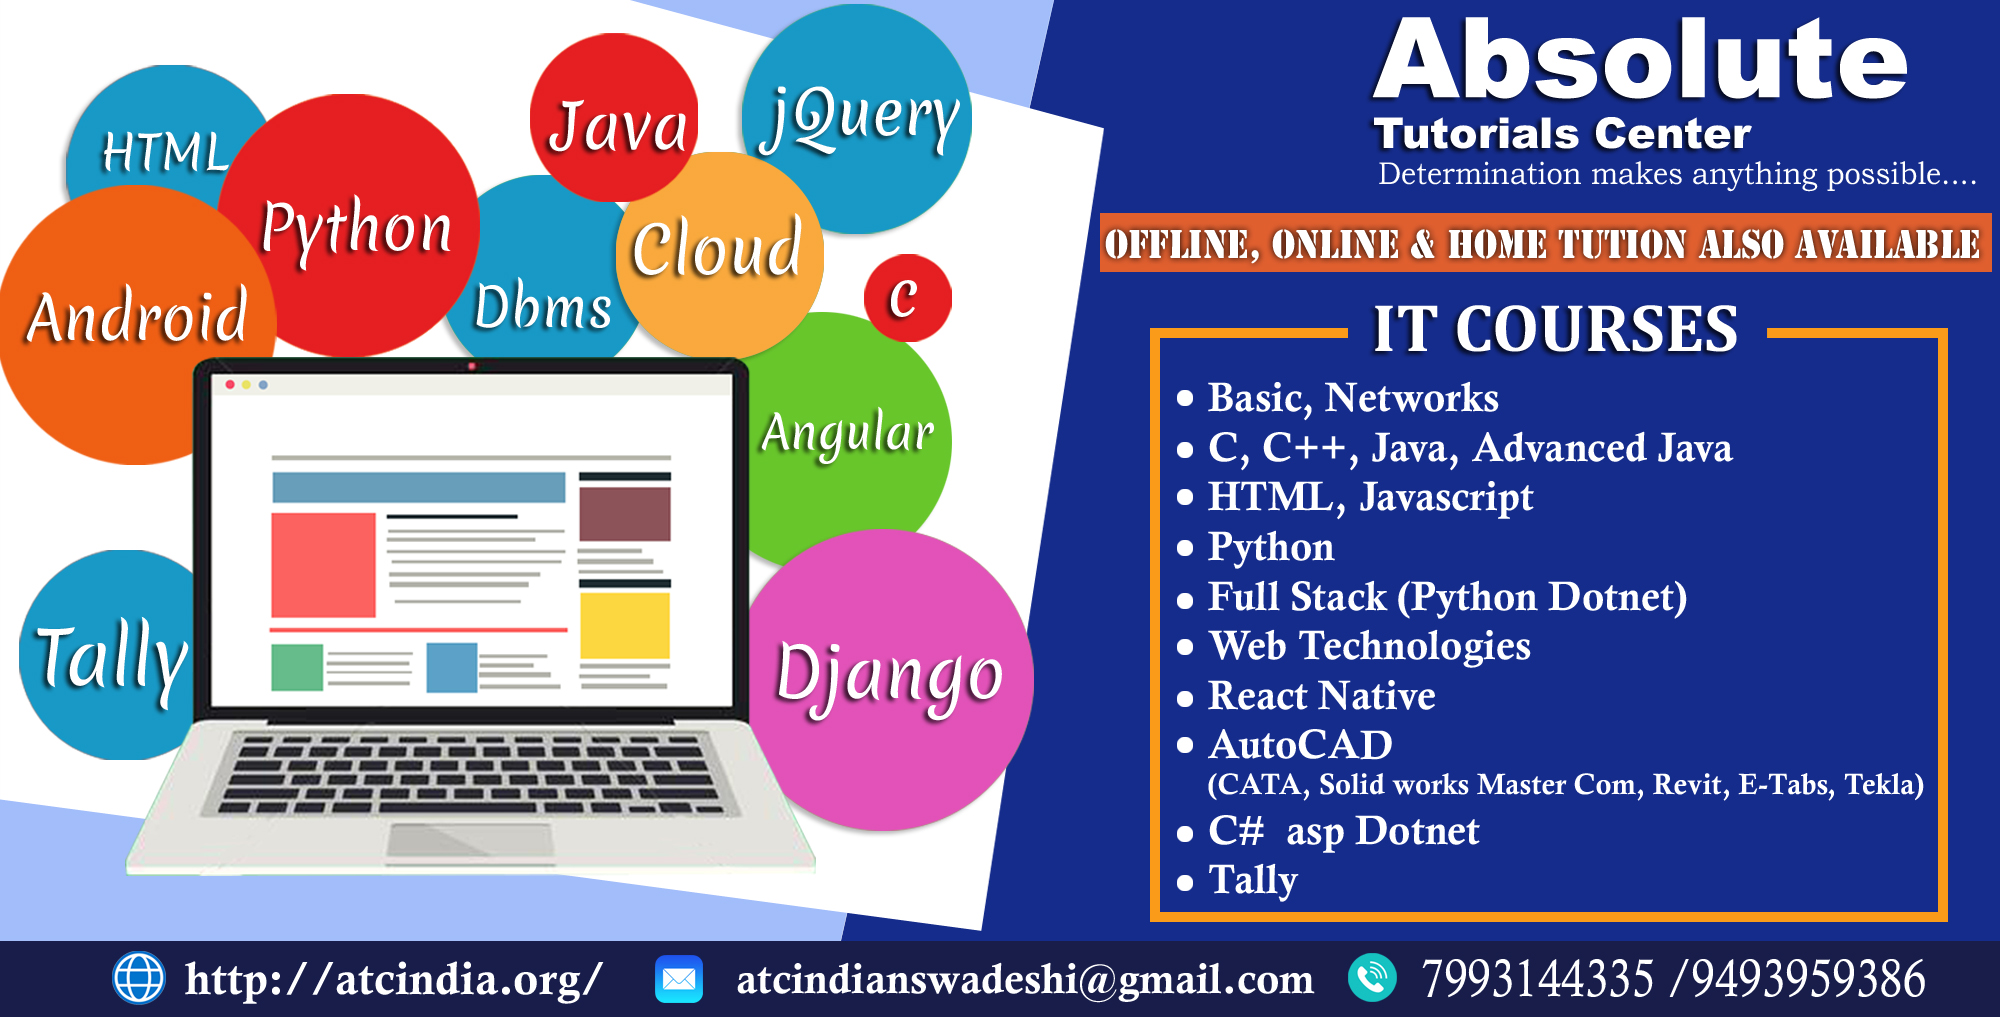 Absolute
Tutorials Center
Determination makes anything possible....
OFFLINE, ONLINE & HOME TUTION ALSO AVAILABLE
HTML
Python
Java
jQuery
Android
Dbms
Cloud
C
Angular
Tally
Django
IT COURSES
• Basic, Networks
• C, C++, Java, Advanced Java
• HTML, Javascript
• Python
• Full Stack (Python Dotnet)
• Web Technologies
• React Native
• AutoCAD
(CATA, Solid works Master Com, Revit, E-Tabs, Tekla)
• C# asp Dotnet
• Tally
http://atcindia.org/ atcindianswadeshi@gmail.com 7993144335 /9493959386